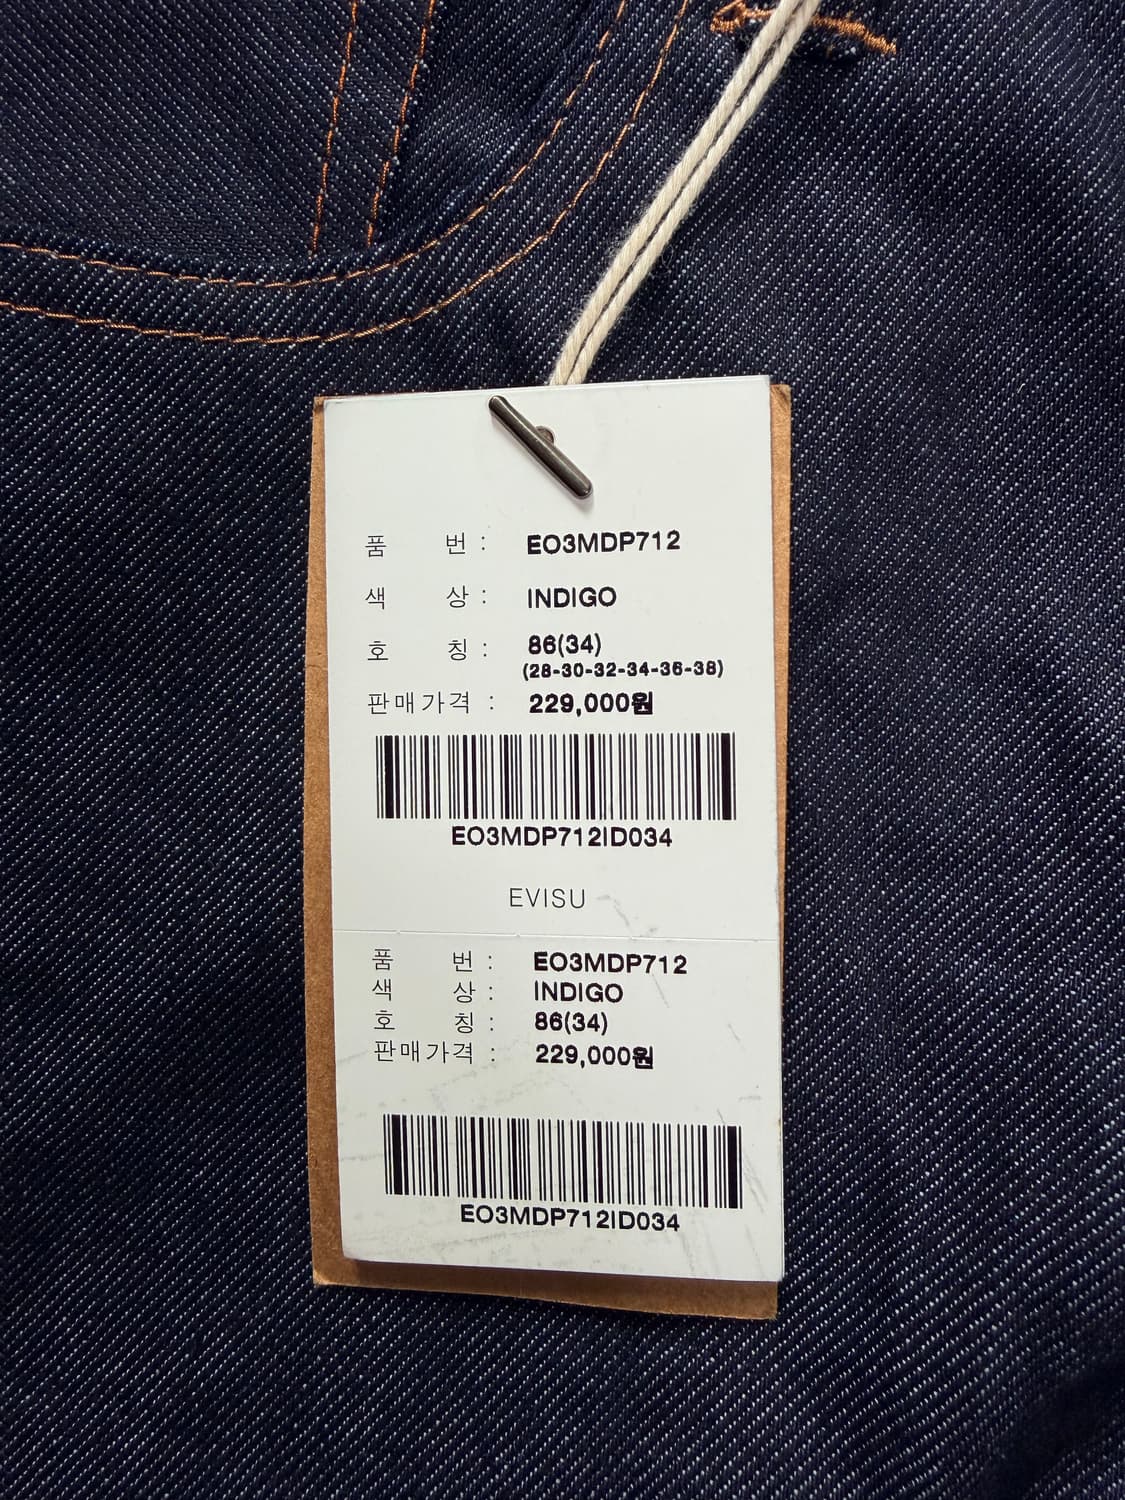 품 번 : EO3MDP712
색 상 : INDIGO
호 칭 : 86(34)
(28-30-32-34-36-38)
판매가격 : 229,000원
EO3MDP712ID034
EVISU
품 번 : EO3MDP712
색 상 : INDIGO
호 칭 : 86(34)
판매가격 : 229,000원
EO3MDP712ID034